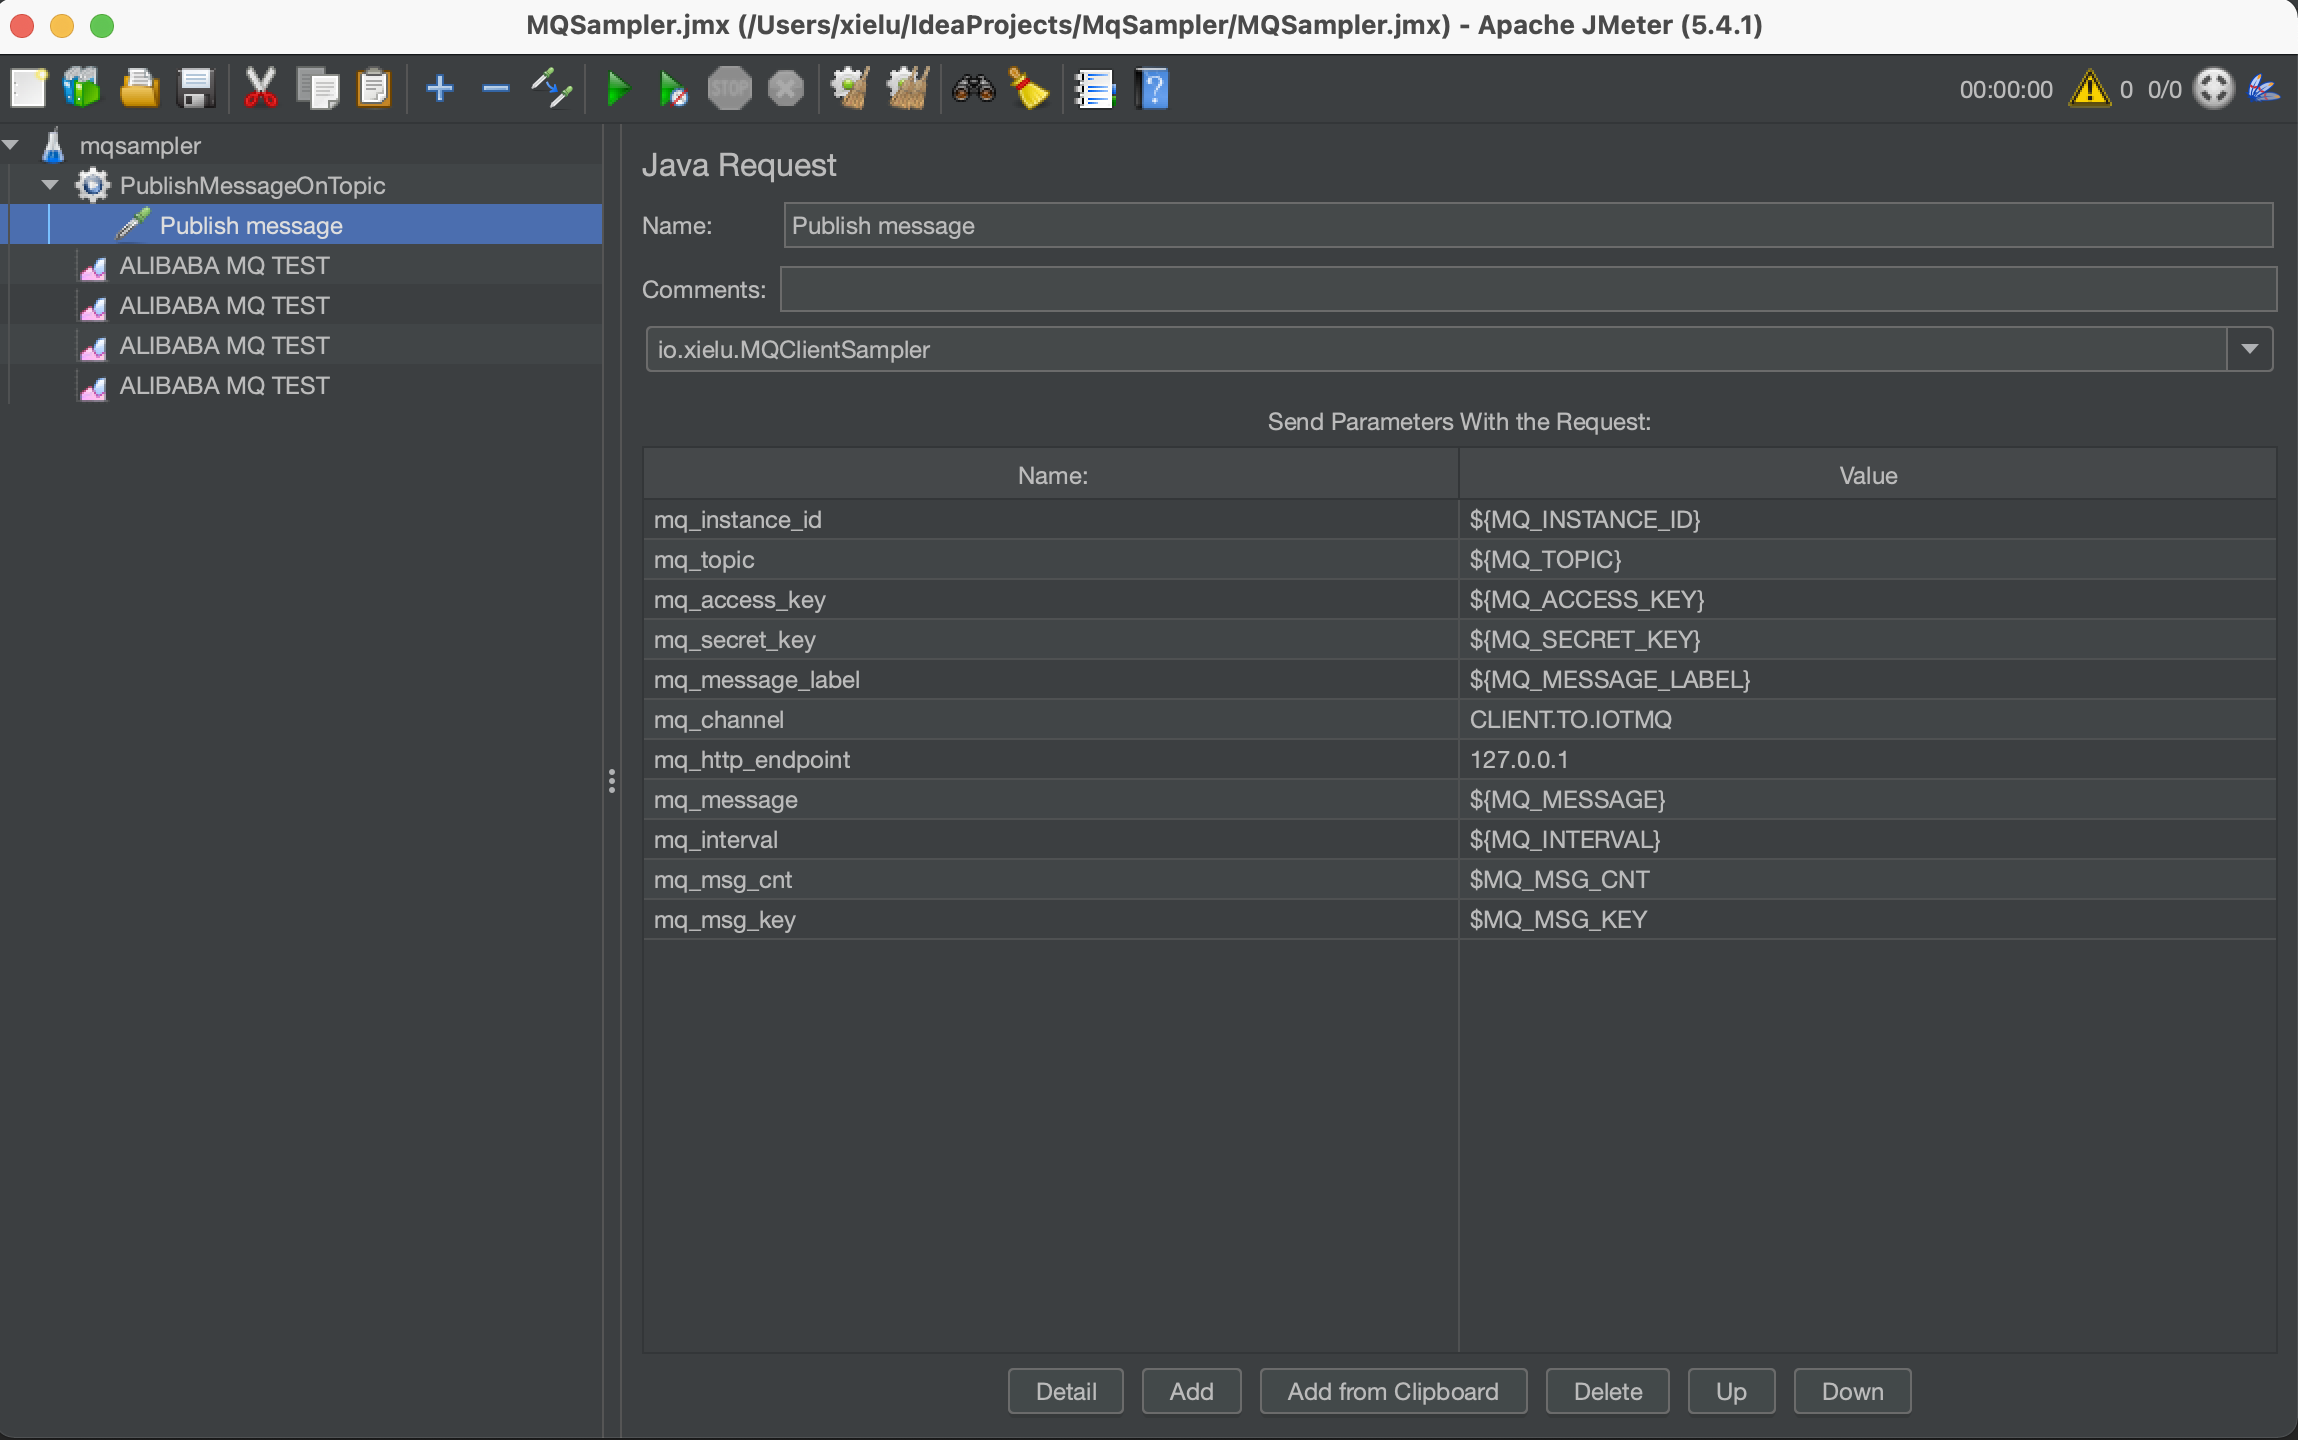 MQSampler.jmx (/Users/xielu/IdeaProjects/MqSampler/MQSampler.jmx) - Apache JMeter (5.4.1)
STOP
00:00:00 0 0/0
mqsampler
PublishMessageOnTopic
Publish message
ALIBABA MQ TEST
ALIBABA MQ TEST
ALIBABA MQ TEST
ALIBABA MQ TEST
Java Request
Name: Publish message
Comments:
io.xielu.MQClientSampler
Send Parameters With the Request:
Name: Value
mq_instance_id ${MQ_INSTANCE_ID}
mq_topic ${MQ_TOPIC}
mq_access_key ${MQ_ACCESS_KEY}
mq_secret_key ${MQ_SECRET_KEY}
mq_message_label ${MQ_MESSAGE_LABEL}
mq_channel CLIENT.TO.IOTMQ
mq_http_endpoint 127.0.0.1
mq_message ${MQ_MESSAGE}
mq_interval ${MQ_INTERVAL}
mq_msg_cnt $MQ_MSG_CNT
mq_msg_key $MQ_MSG_KEY
Detail Add Add from Clipboard Delete Up Down